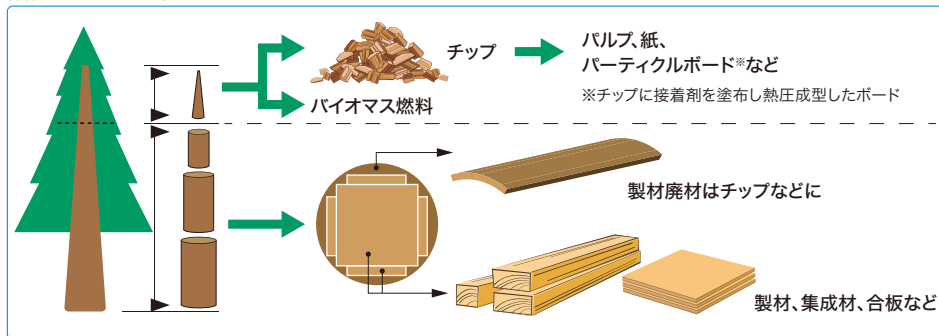 チップ
パルプ、紙、
パーティクルボード※など
※チップに接着剤を塗布し熱圧成型したボード
バイオマス燃料
製材廃材はチップなどに
製材、集成材、合板など